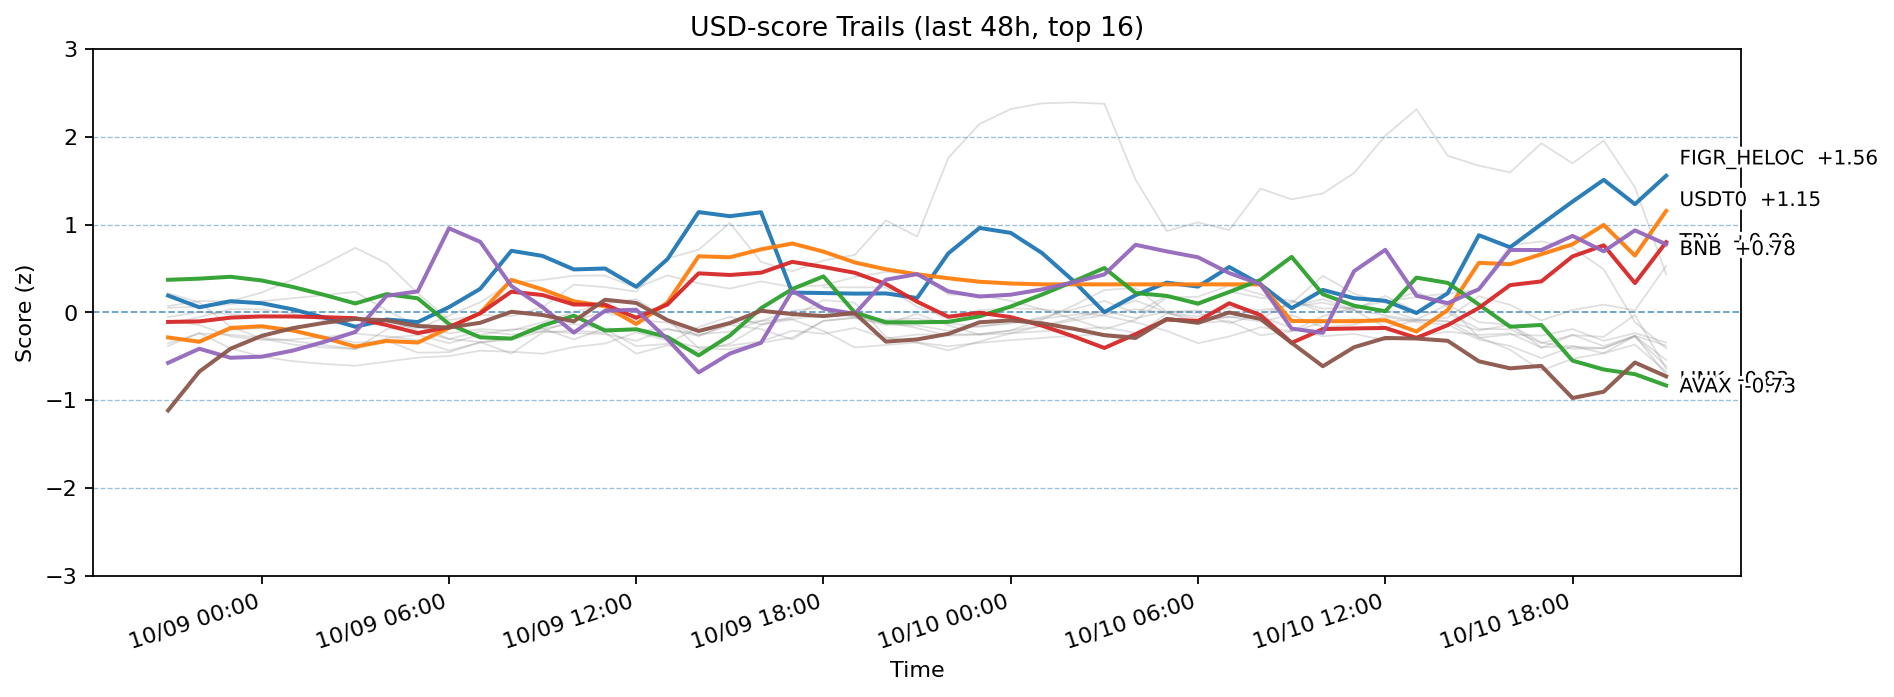 USD-score Trails (last 48h, top 16)
Score (z)
3
2
1
0
−1
−2
−3
FIGR_HELOC +1.56
USDT0 +1.15
BNB +0.78
AVAX -0.73
10/09 00:00
10/09 06:00
10/09 12:00
10/09 18:00
10/10 00:00
10/10 06:00
10/10 12:00
10/10 18:00
Time